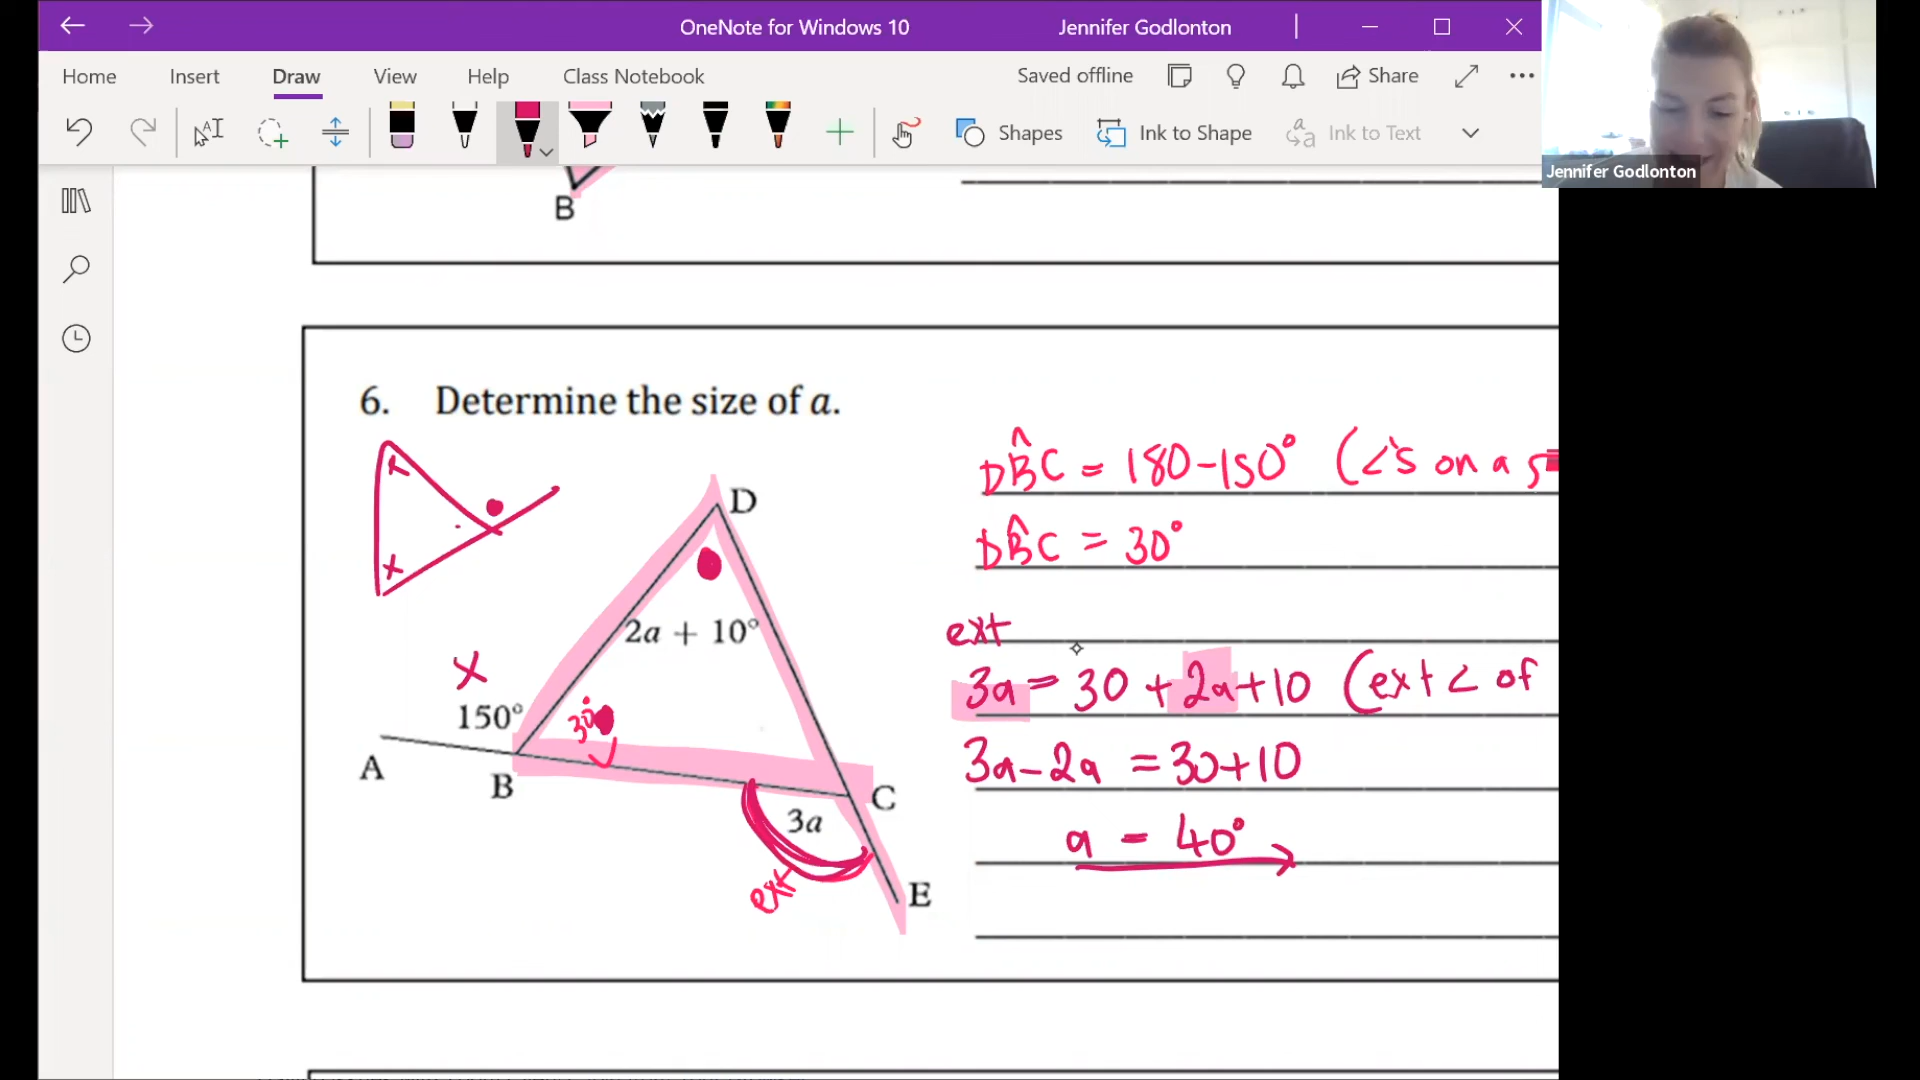 OneNote for Windows 10
Jennifer Godlonton
Home Insert Draw View Help Class Notebook
Saved offline Share
Shapes Ink to Shape Ink to Text
Jennifer Godlonton
B
6. Determine the size of a.
DB̂C = 180-150° (<'s on a
DB̂C = 30°
ext
3a = 30 + 2a+10 (ext < of
3a-2a = 30+10
a = 40°
D
2a + 10°
x
x
X
150°
30°
A
B
C
3a
ext
E